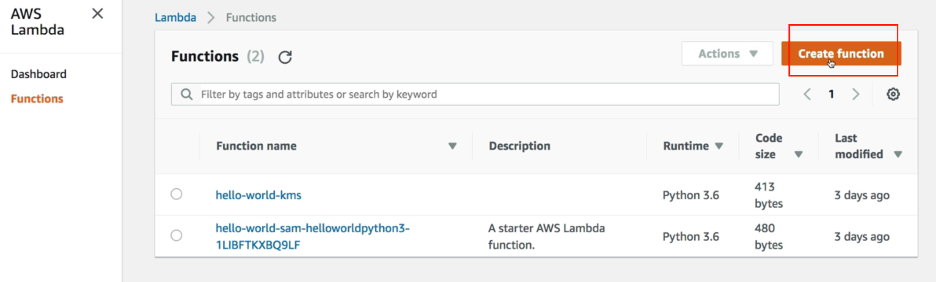 AWS
Lambda
Dashboard
Functions
Lambda > Functions
Functions (2)
Actions
Create function
Filter by tags and attributes or search by keyword
1
Function name
Description
Runtime
Code
size
Last
modified
hello-world-kms
Python 3.6
413
bytes
3 days ago
hello-world-sam-helloworldpython3-
1LIBFTKXBQ9LF
A starter AWS Lambda
function.
Python 3.6
480
bytes
3 days ago